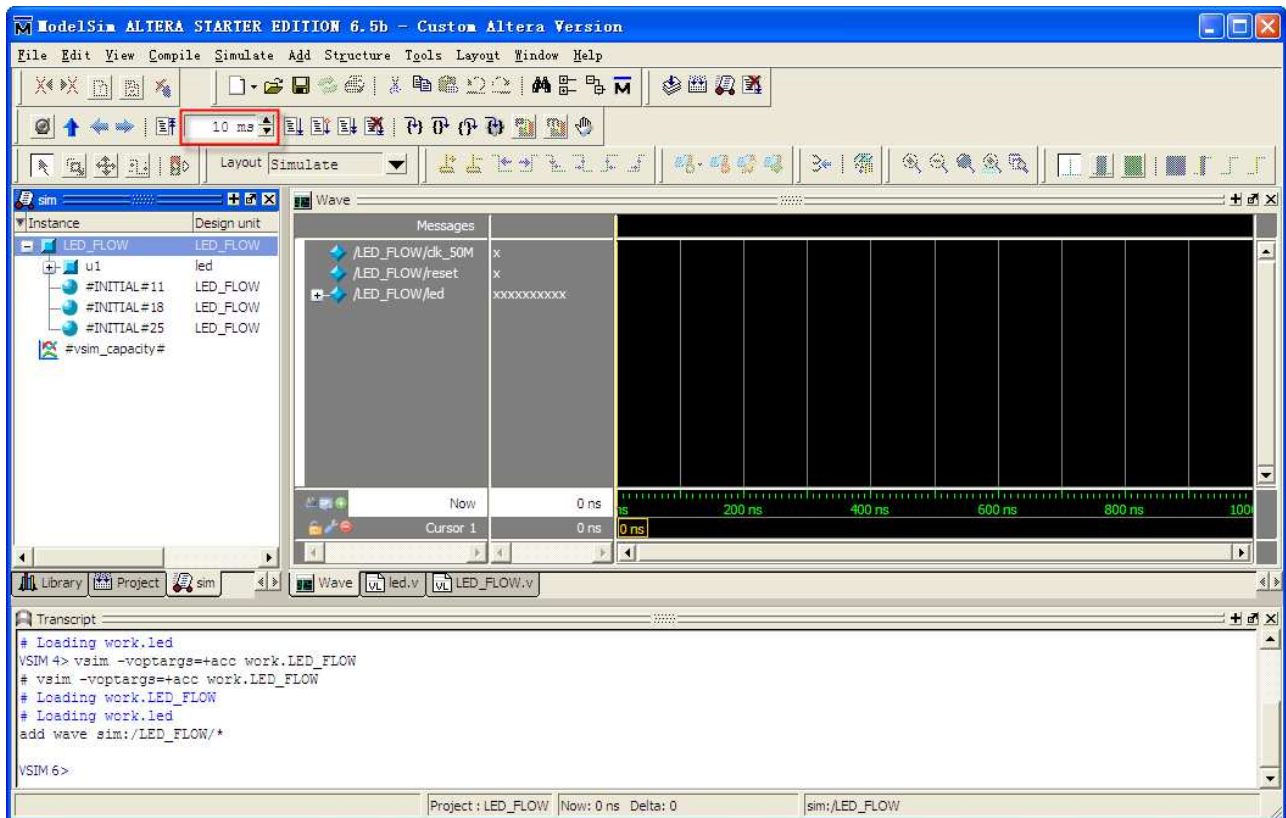 ModelSim ALTERA STARTER EDITION 6.5b - Custom Altera Version
File Edit View Compile Simulate Add Structure Tools Layout Window Help
10 ms
Layout Simulate
sim
Wave
Instance Design unit
Messages
LED_FLOW LED_FLOW
u1 led
#INITIAL#11 LED_FLOW
#INITIAL#18 LED_FLOW
#INITIAL#25 LED_FLOW
#vsim_capacity#
/LED_FLOW/clk_50M x
/LED_FLOW/reset x
/LED_FLOW/led xxxxxxxxxx
Now 0 ns
ns 200 ns 400 ns 600 ns 800 ns 100
Cursor 1 0 ns 0 ns
Library Project sim
Wave led.v LED_FLOW.v
Transcript
# Loading work.led
VSIM 4> vsim -voptargs=+acc work.LED_FLOW
# vsim -voptargs=+acc work.LED_FLOW
# Loading work.LED_FLOW
# Loading work.led
add wave sim:/LED_FLOW/*
VSIM 6>
Project : LED_FLOW Now: 0 ns Delta: 0 sim:/LED_FLOW